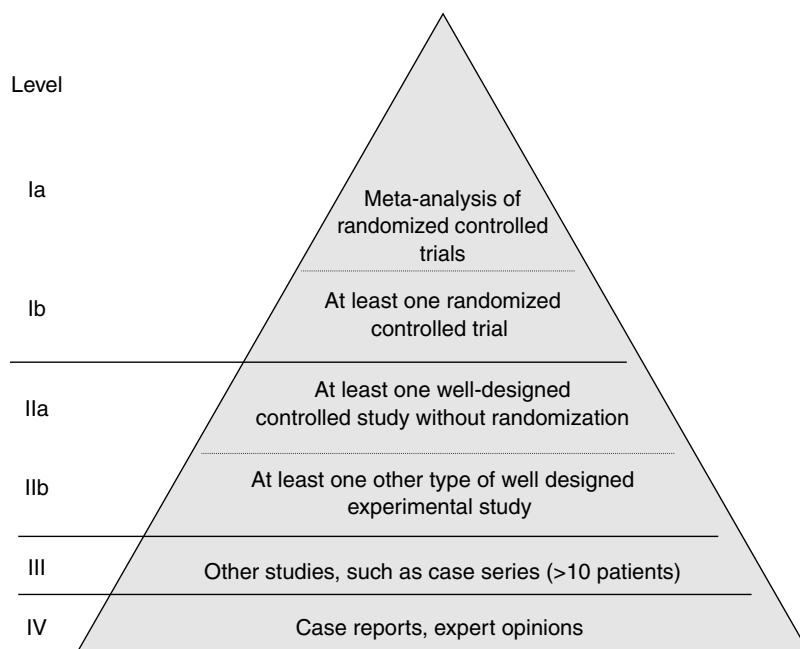 Level
Ia
Meta-analysis of
randomized controlled
trials
Ib
At least one randomized
controlled trial
IIa
At least one well-designed
controlled study without randomization
IIb
At least one other type of well designed
experimental study
III
Other studies, such as case series (>10 patients)
IV
Case reports, expert opinions